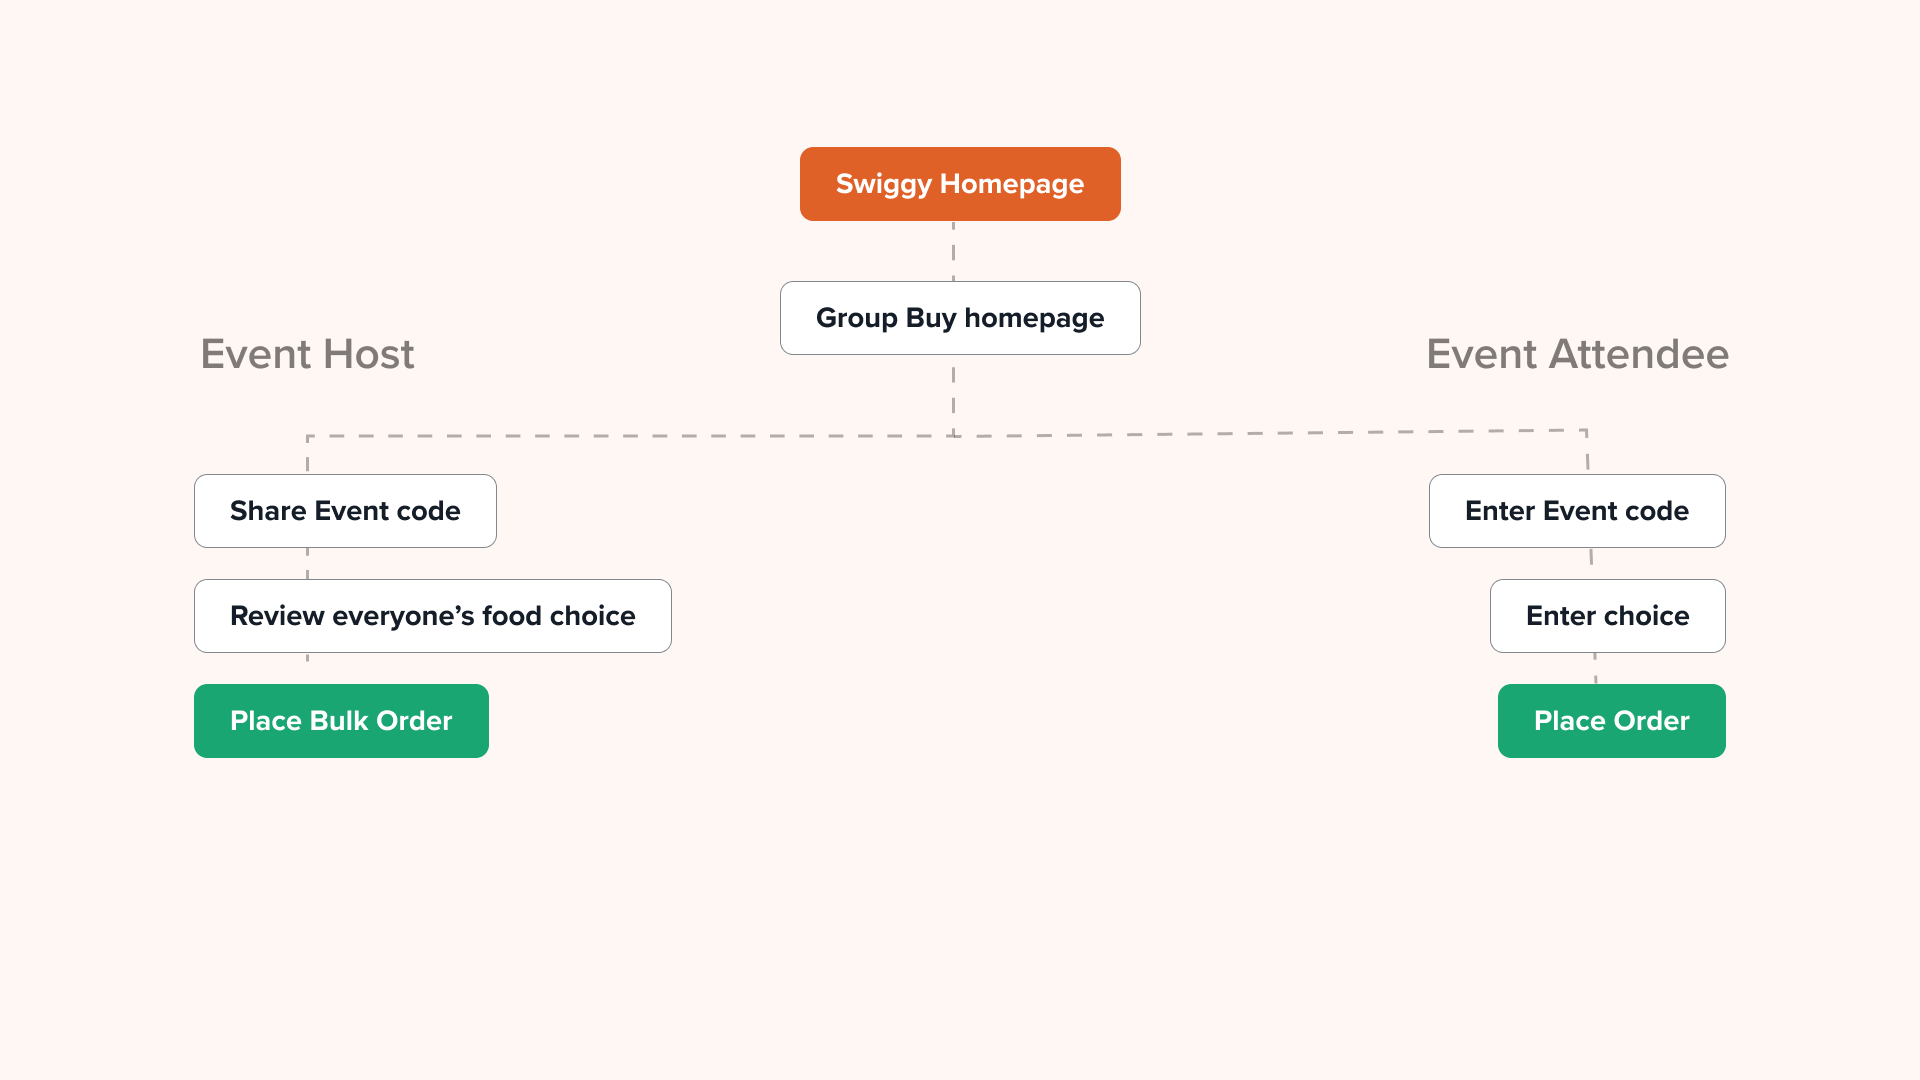 Swiggy Homepage
Group Buy homepage
Event Host
Share Event code
Review everyone’s food choice
Place Bulk Order
Event Attendee
Enter Event code
Enter choice
Place Order